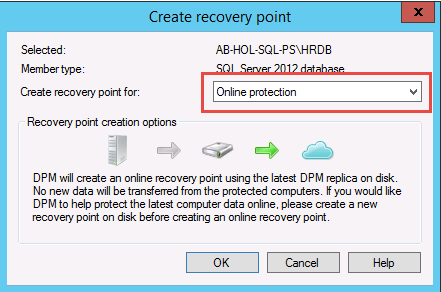 Create recovery point
x
Selected: AB-HOL-SQL-PS\HRDB
Member type: SQL Server 2012 database
Create recovery point for: Online protection
Recovery point creation options
DPM will create an online recovery point using the latest DPM replica on disk.
No new data will be transferred from the protected computers. If you would like
DPM to help protect the latest computer data online, please create a new
recovery point on disk before creating an online recovery point.
OK Cancel Help